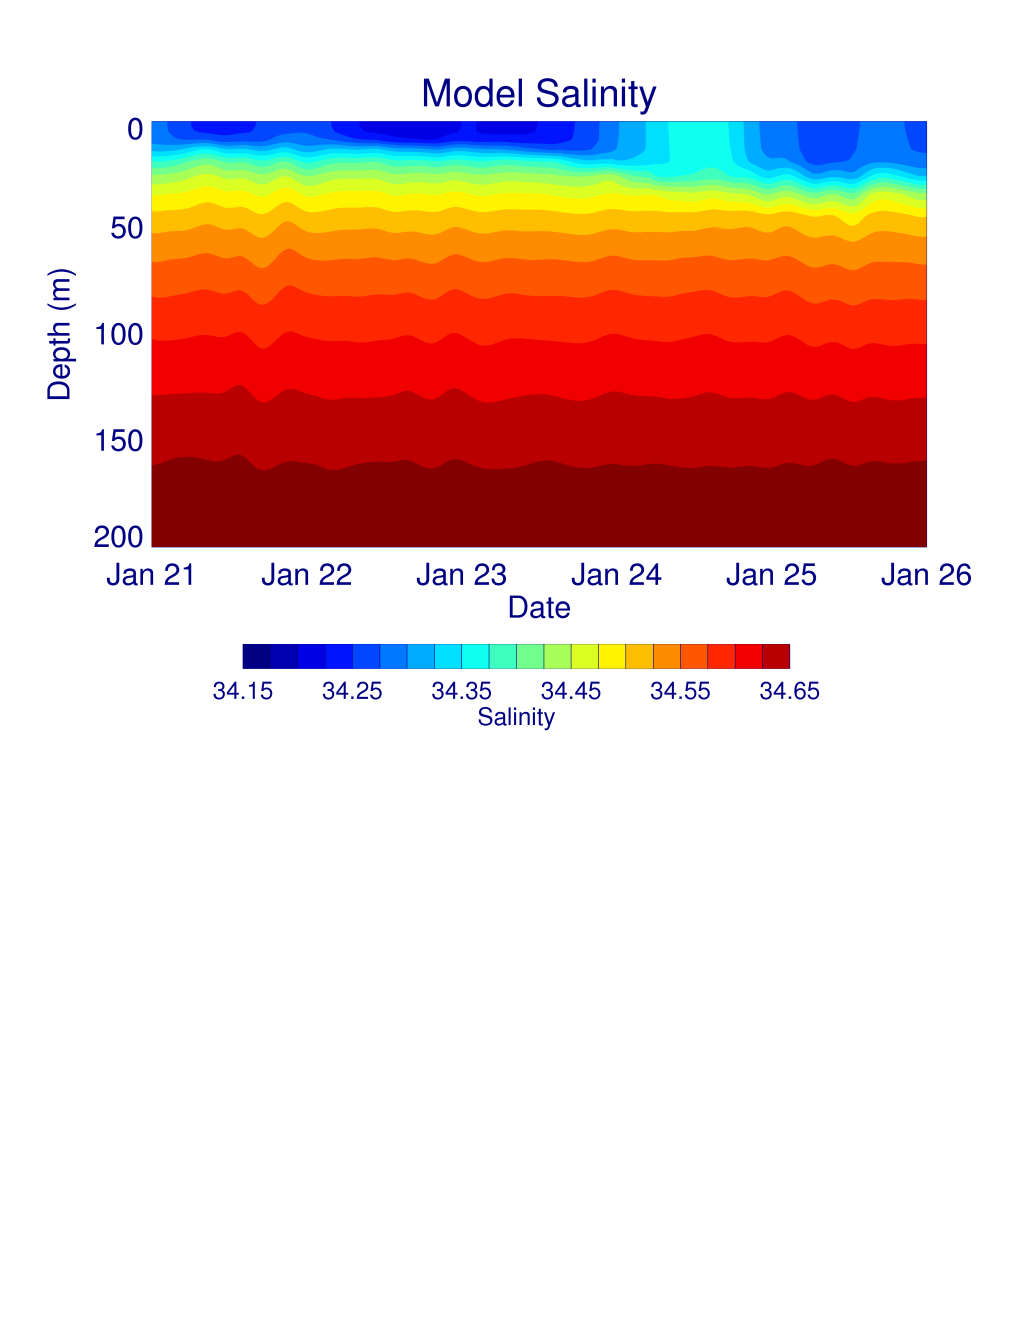 Model Salinity
0
50
100
150
200
Depth (m)
Jan 21 Jan 22 Jan 23 Jan 24 Jan 25 Jan 26
Date
34.15 34.25 34.35 34.45 34.55 34.65
Salinity